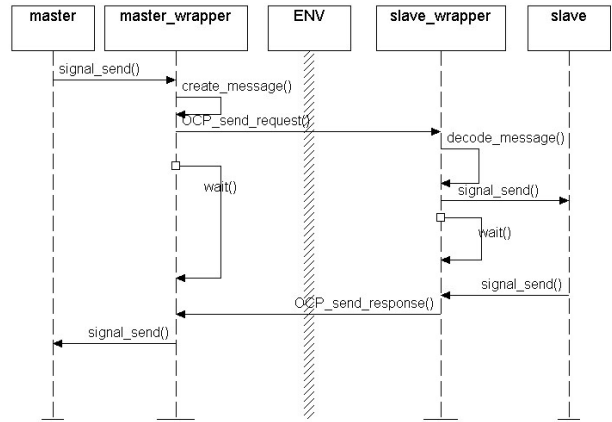 master
master_wrapper
ENV
slave_wrapper
slave
signal_send()
create_message()
OCP_send_request()
decode_message()
wait()
signal_send()
wait()
signal_send()
OCP_send_response()
signal_send()